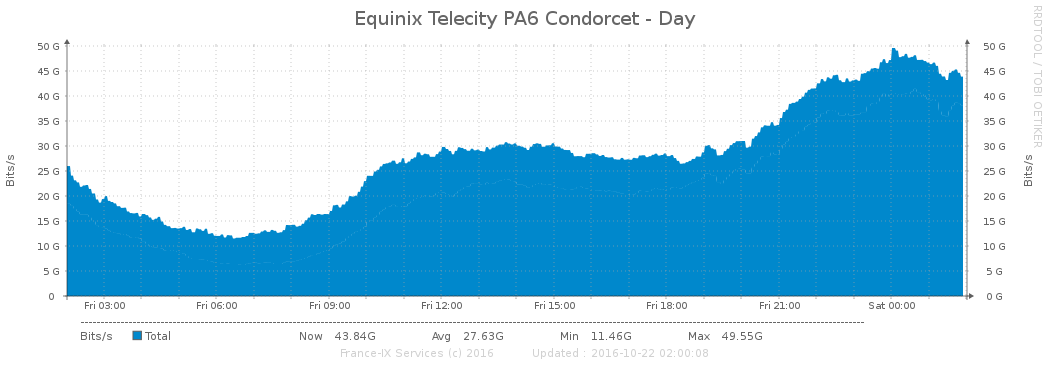 Equinix Telecity PA6 Condorcet - Day
RRDTOOL / TOBI OETIKER
Bits/s
50 G 50 G
45 G 45 G
40 G 40 G
35 G 35 G
30 G 30 G
25 G 25 G
20 G 20 G
15 G 15 G
10 G 10 G
5 G 5 G
0 0 G
Bits/s
Fri 03:00 Fri 06:00 Fri 09:00 Fri 12:00 Fri 15:00 Fri 18:00 Fri 21:00 Sat 00:00
Bits/s Total Now 43.84G Avg 27.63G Min 11.46G Max 49.55G
France-IX Services (c) 2016 Updated : 2016-10-22 02:00:08